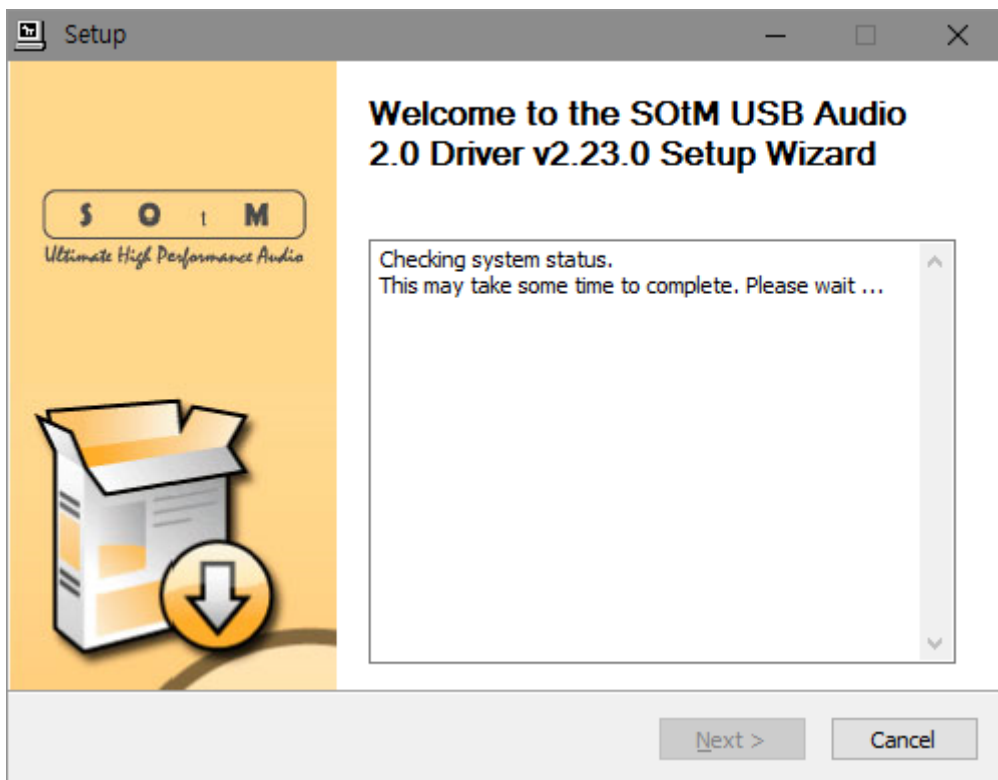 Setup
S O t M
Ultimate High Performance Audio
Welcome to the SOtM USB Audio
2.0 Driver v2.23.0 Setup Wizard
Checking system status.
This may take some time to complete. Please wait ...
Next >
Cancel